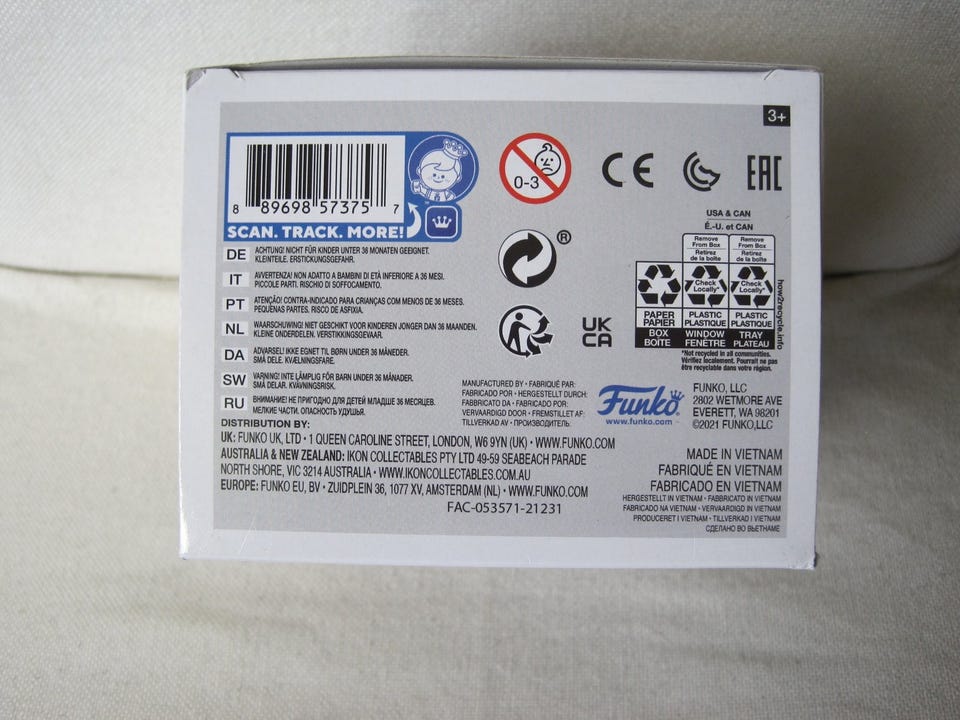 3+
8 89698 57375 7
SCAN. TRACK. MORE!
0-3
CE
EAC
®
UK
CA
USA & CAN
É.-U. et CAN
Remove
From Box
Retirez
de la boîte
Remove
From Box
Retirez
de la boîte
Check
Locally*
Check
Locally*
PAPER
PAPIER
PLASTIC
PLASTIQUE
PLASTIC
PLASTIQUE
BOX
BOÎTE
WINDOW
FENÊTRE
TRAY
PLATEAU
how2recycle.info
*Not recycled in all communities.
Vérifiez localement. Pourrait ne pas
être recyclable dans votre région.
DE ACHTUNG! NICHT FÜR KINDER UNTER 36 MONATEN GEEIGNET.
KLEINTEILE. ERSTICKUNGSGEFAHR.
IT AVVERTENZA! NON ADATTO A BAMBINI DI ETÀ INFERIORE A 36 MESI.
PICCOLE PARTI. RISCHIO DI SOFFOCAMENTO.
PT ATENÇÃO! CONTRA-INDICADO PARA CRIANÇAS COM MENOS DE 36 MESES.
PEQUENAS PARTES. RISCO DE ASFIXIA.
NL WAARSCHUWING! NIET GESCHIKT VOOR KINDEREN JONGER DAN 36 MAANDEN.
KLEINE ONDERDELEN. VERSTIKKINGSGEVAAR.
DA ADVARSEL! IKKE EGNET TIL BØRN UNDER 36 MÅNEDER.
SMÅ DELE. KVÆLNINGSFARE.
SW VARNING! INTE LÄMPLIG FÖR BARN UNDER 36 MÅNADER.
SMÅ DELAR. KVÄVNINGSRISK.
RU ВНИМАНИЕ! НЕ ПРИГОДНО ДЛЯ ДЕТЕЙ МЛАДШЕ 36 МЕСЯЦЕВ.
МЕЛКИЕ ЧАСТИ. ОПАСНОСТЬ УДУШЬЯ.
MANUFACTURED BY • FABRIQUÉ PAR:
FABRICADO POR • HERGESTELLT DURCH:
FABBRICATO DA • FABRICADO POR:
VERVAARDIGD DOOR • FREMSTILLET AF:
TILLVERKAD AV • ПРОИЗВОДИТЕЛЬ:
Funko
www.funko.com
FUNKO, LLC
2802 WETMORE AVE
EVERETT, WA 98201
©2021 FUNKO,LLC
DISTRIBUTION BY:
UK: FUNKO UK, LTD • 1 QUEEN CAROLINE STREET, LONDON, W6 9YN (UK) • WWW.FUNKO.COM
AUSTRALIA & NEW ZEALAND: IKON COLLECTABLES PTY LTD 49-59 SEABEACH PARADE
NORTH SHORE, VIC 3214 AUSTRALIA • WWW.IKONCOLLECTABLES.COM.AU
EUROPE: FUNKO EU, BV • ZUIDPLEIN 36, 1077 XV, AMSTERDAM (NL) • WWW.FUNKO.COM
FAC-053571-21231
MADE IN VIETNAM
FABRIQUÉ EN VIETNAM
FABRICADO EN VIETNAM
HERGESTELLT IN VIETNAM • FABBRICATO IN VIETNAM
FABRICADO NA VIETNAM • VERVAARDIGD IN VIETNAM
PRODUCERET I VIETNAM • TILLVERKAD I VIETNAM
СДЕЛАНО ВО ВЬЕТНАМЕ